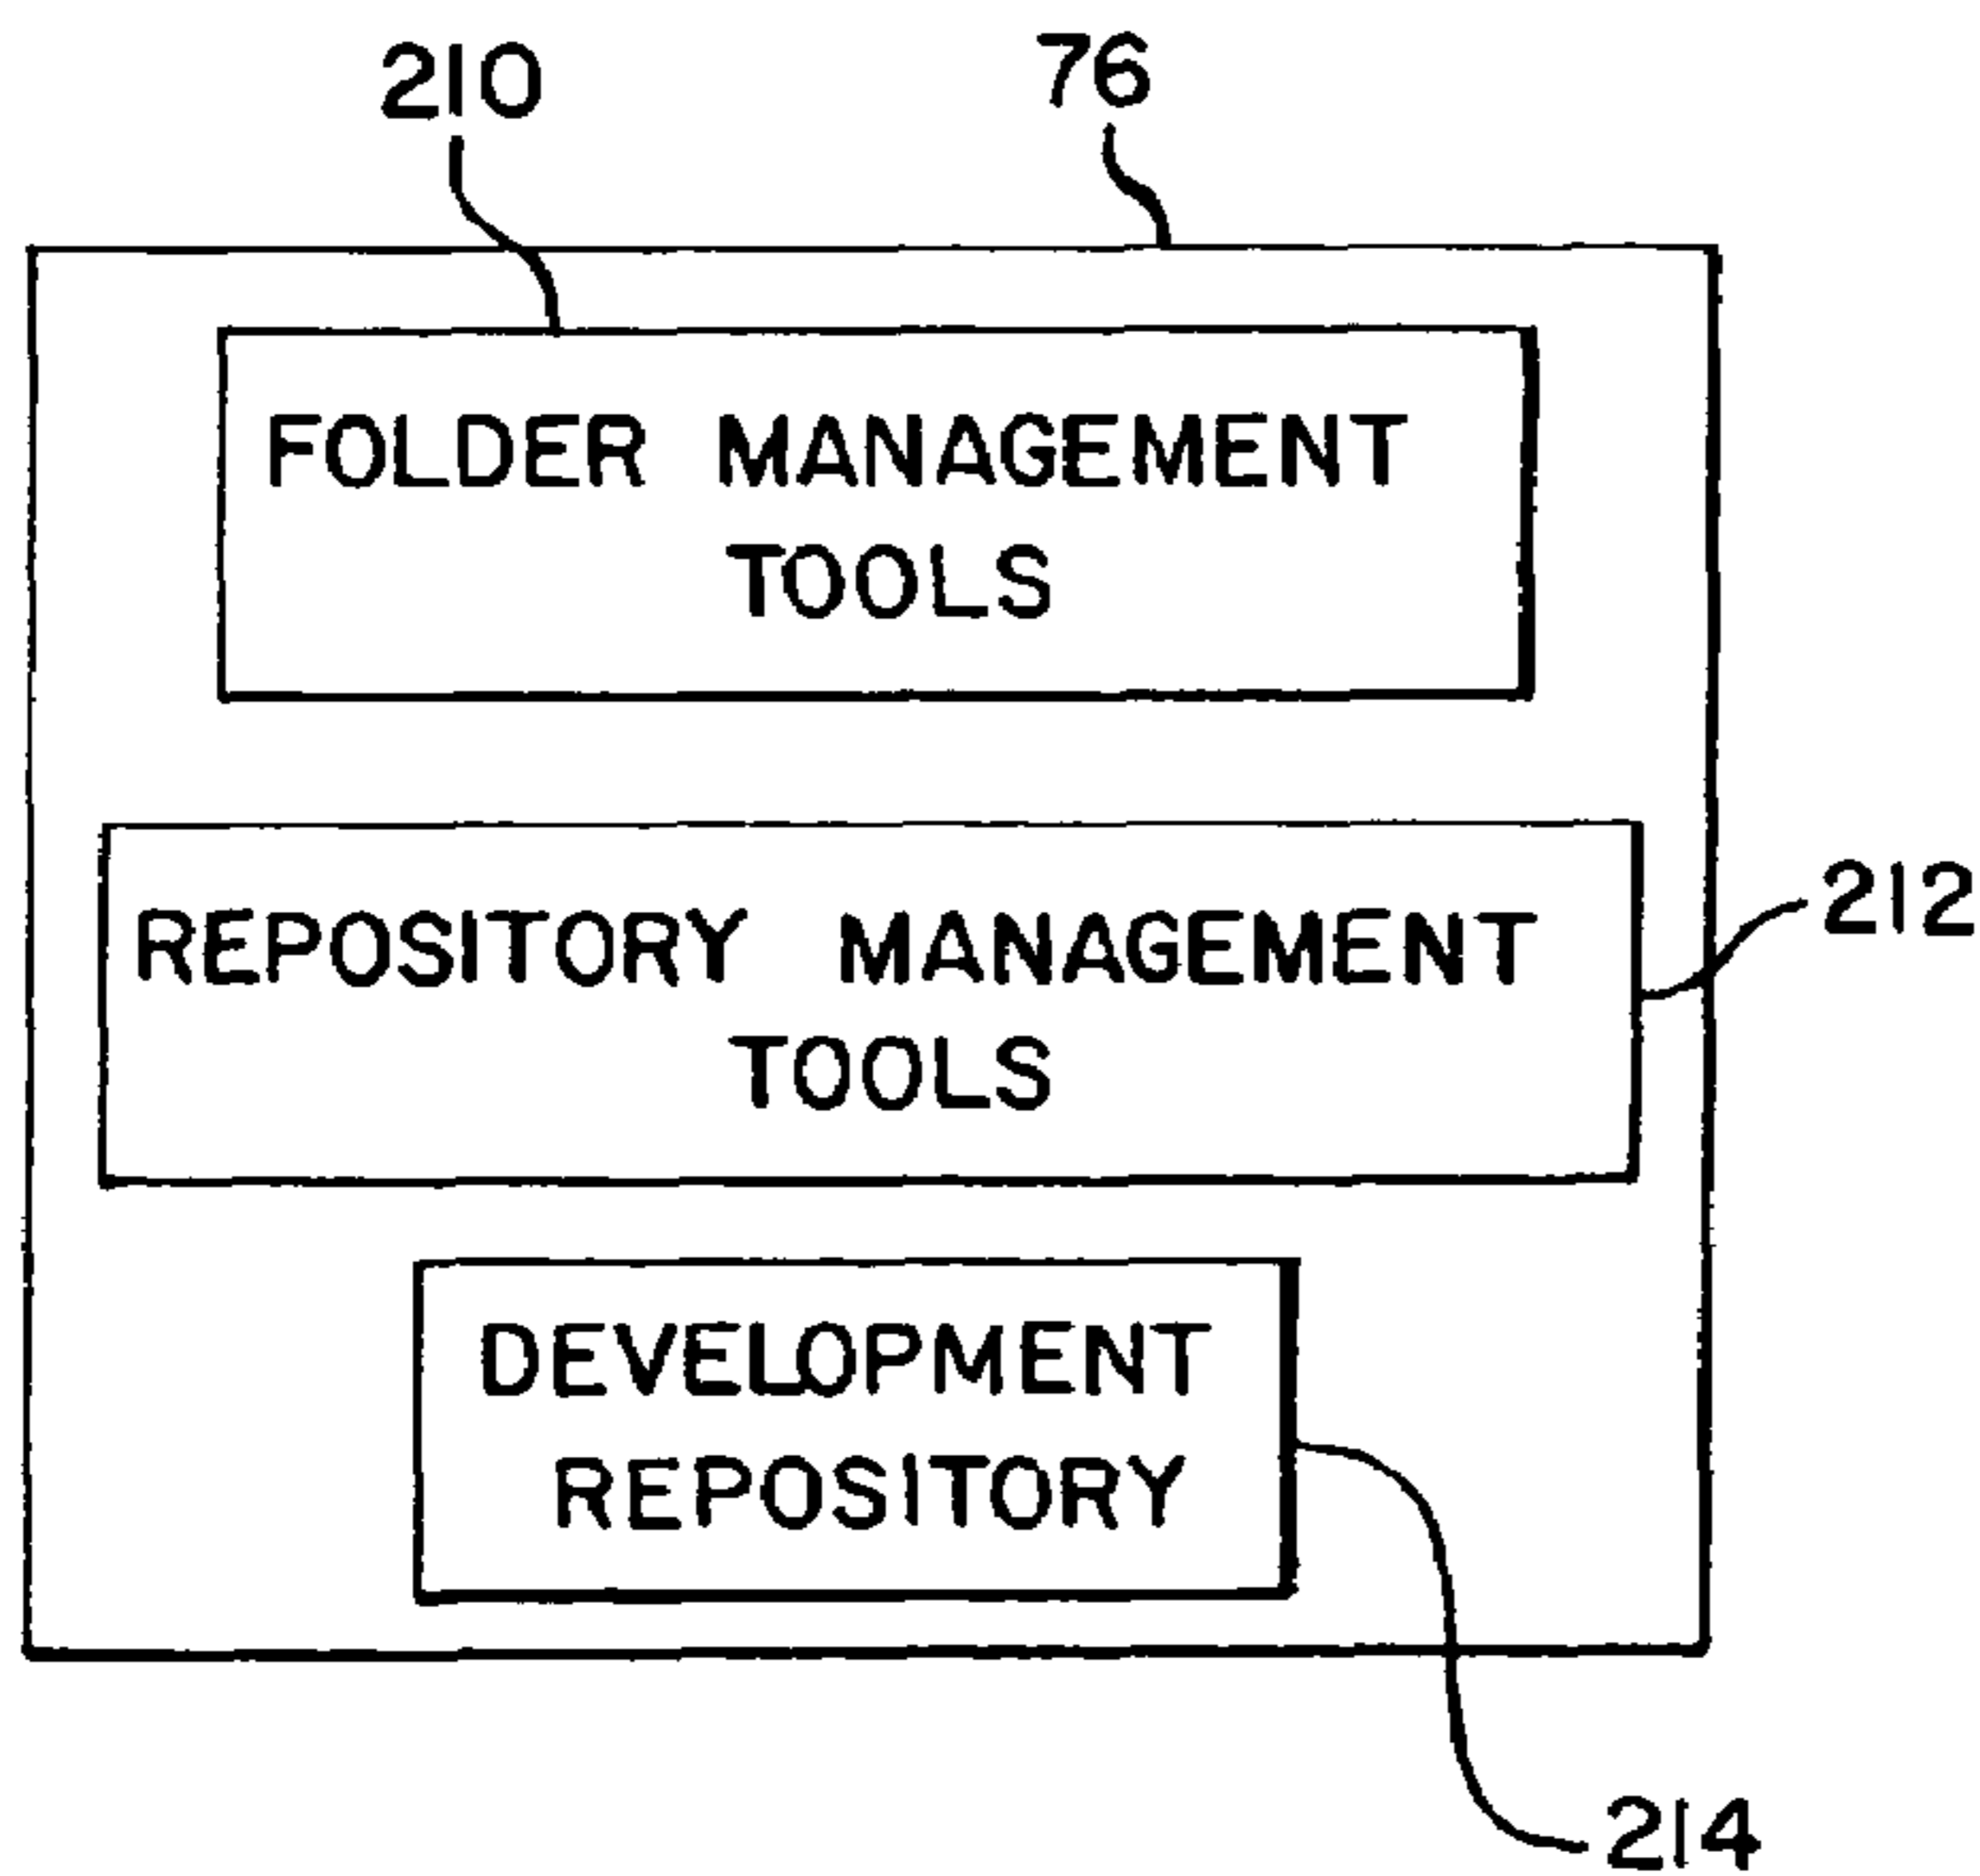 210
76
FOLDER MANAGEMENT
TOOLS
REPOSITORY MANAGEMENT
TOOLS
212
DEVELOPMENT
REPOSITORY
214